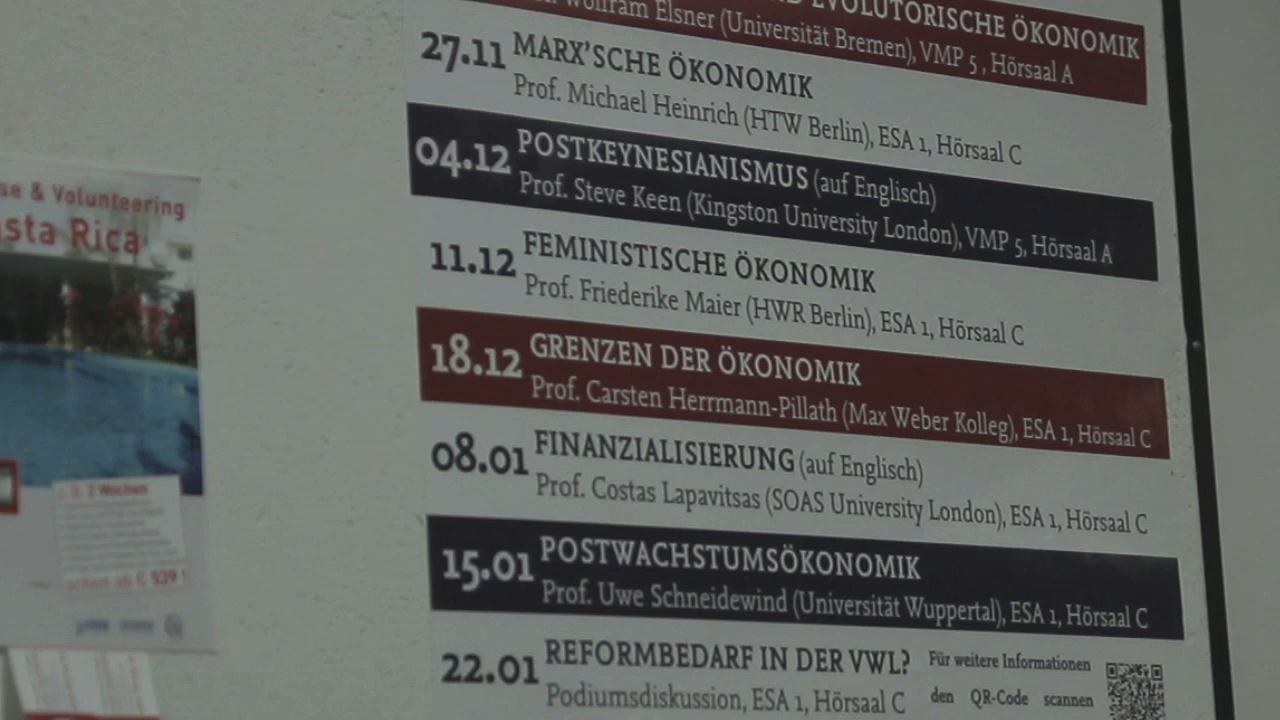 EVOLUTORISCHE ÖKONOMIK
Wolfram Elsner (Universität Bremen), VMP 5, Hörsaal A
27.11 MARX'SCHE ÖKONOMIK
Prof. Michael Heinrich (HTW Berlin), ESA 1, Hörsaal C
04.12 POSTKEYNESIANISMUS (auf Englisch)
Prof. Steve Keen (Kingston University London), VMP 5, Hörsaal A
11.12 FEMINISTISCHE ÖKONOMIK
Prof. Friederike Maier (HWR Berlin), ESA 1, Hörsaal C
18.12 GRENZEN DER ÖKONOMIK
Prof. Carsten Herrmann-Pillath (Max Weber Kolleg), ESA 1, Hörsaal C
08.01 FINANZIALISIERUNG (auf Englisch)
Prof. Costas Lapavitsas (SOAS University London), ESA 1, Hörsaal C
15.01 POSTWACHSTUMSÖKONOMIK
Prof. Uwe Schneidewind (Universität Wuppertal), ESA 1, Hörsaal C
22.01 REFORMBEDARF IN DER VWL?
Podiumsdiskussion, ESA 1, Hörsaal C
Für weitere Informationen
den QR-Code scannen
se & Volunteering
sta Rica
2 Wochen
schon ab € 539!